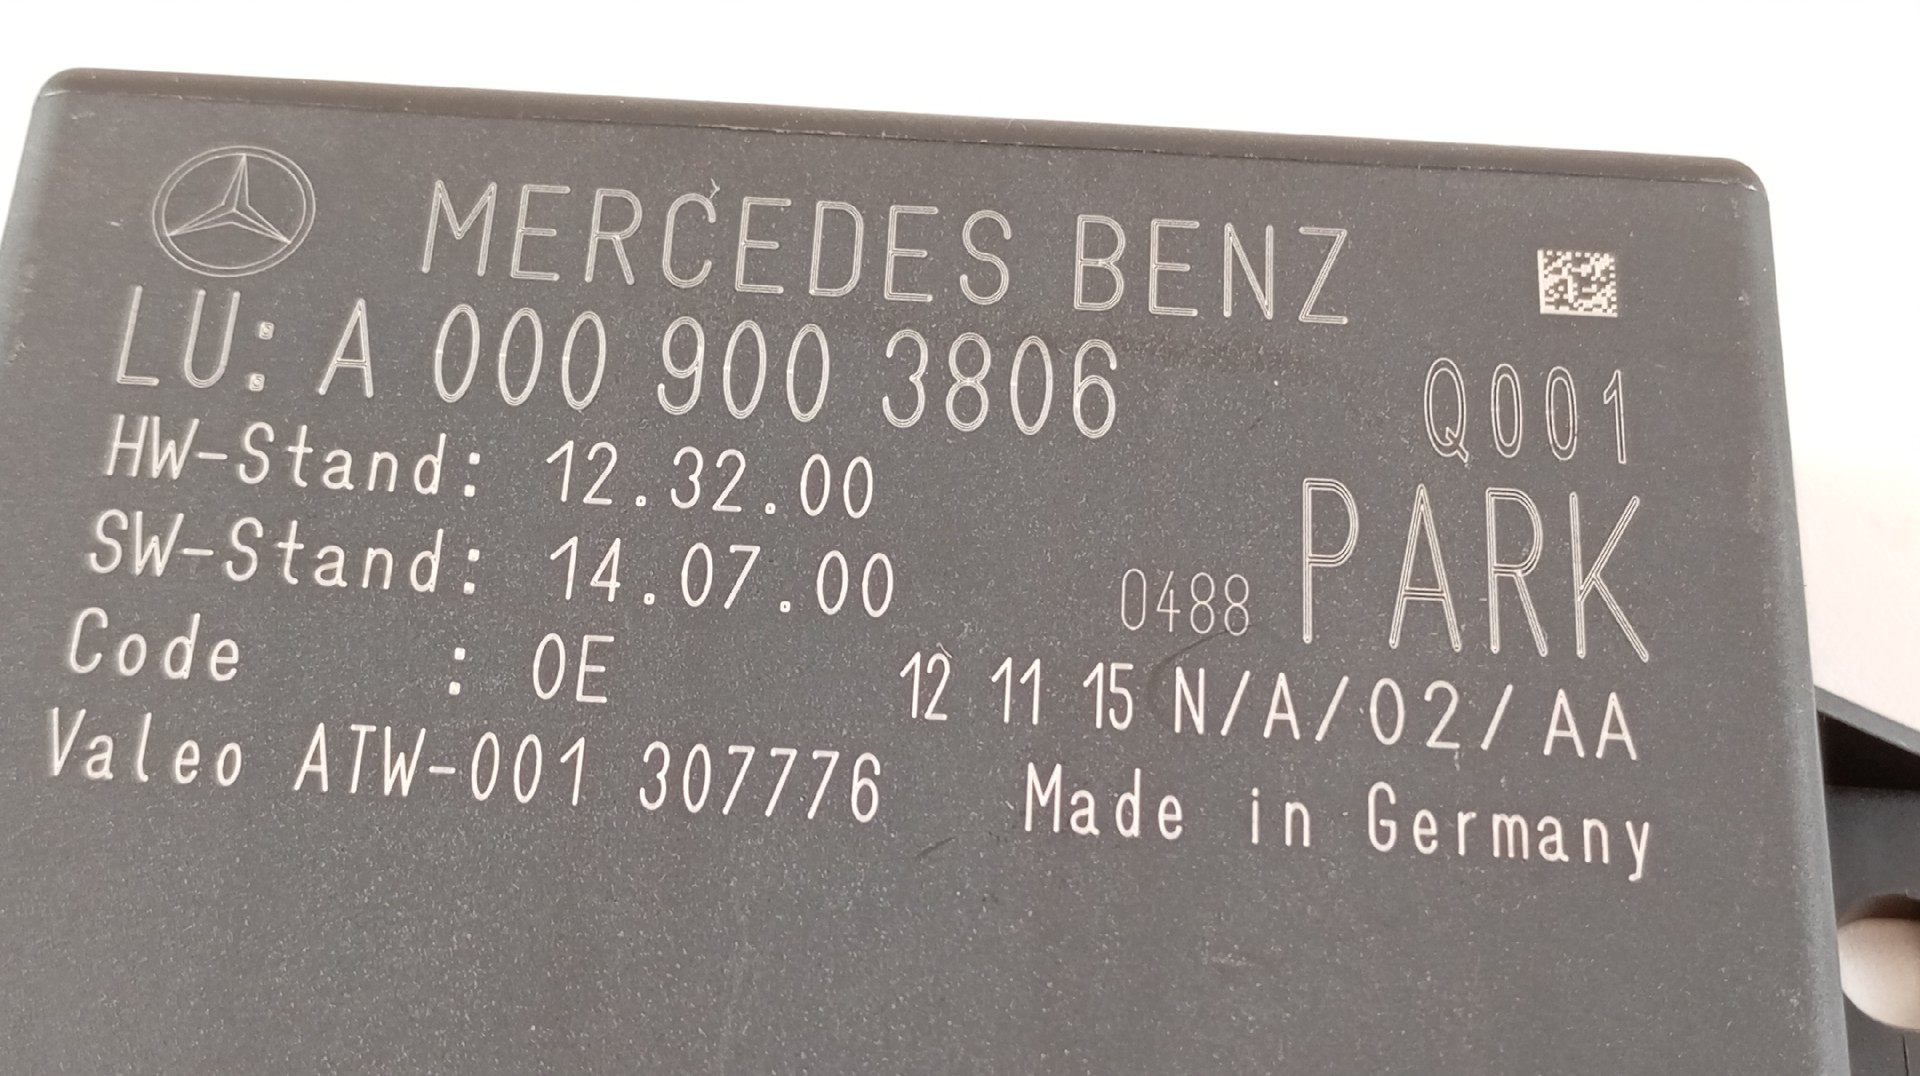 MERCEDES BENZ
LU: A 000 900 3806
Q001
HW-Stand: 12.32.00
SW-Stand: 14.07.00
0488 PARK
Code : 0E
12 11 15 N/A/02/AA
Valeo ATW-001 307776
Made in Germany